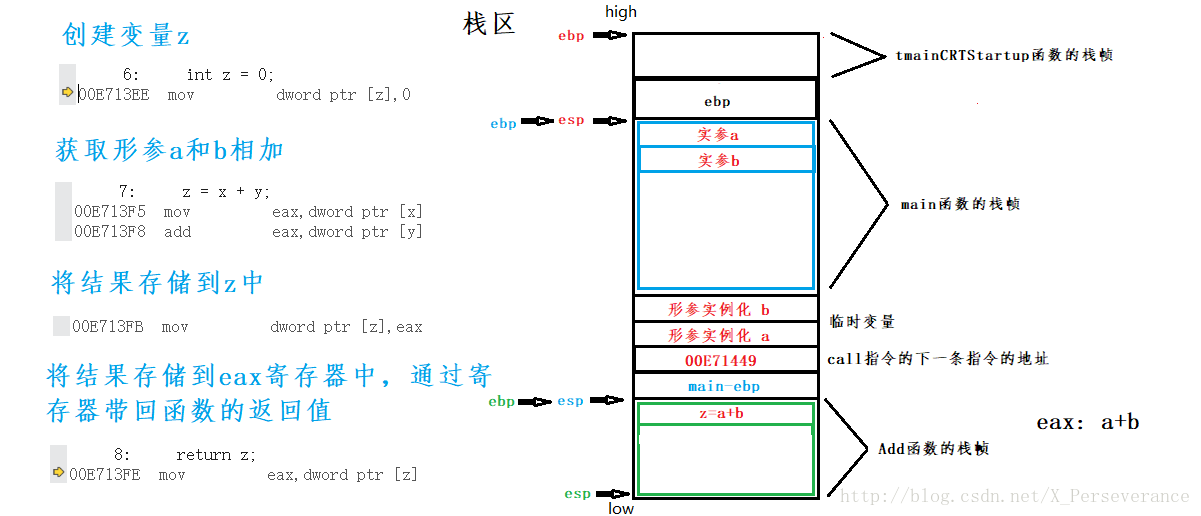 创建变量z
6: int z = 0;
00E713EE mov dword ptr [z],0
获取形参a和b相加
7: z = x + y;
00E713F5 mov eax,dword ptr [x]
00E713F8 add eax,dword ptr [y]
将结果存储到z中
00E713FB mov dword ptr [z],eax
将结果存储到eax寄存器中，通过寄
存器带回函数的返回值
8: return z;
00E713FE mov eax,dword ptr [z]
栈区
high
ebp
tmainCRTStartup函数的栈帧
ebp
ebp
esp
实参a
实参b
main函数的栈帧
形参实例化 b
临时变量
形参实例化 a
00E71449
call指令的下一条指令的地址
main-ebp
ebp
esp
z=a+b
eax: a+b
Add函数的栈帧
esp
low
http://blog.csdn.net/X_Perseverance